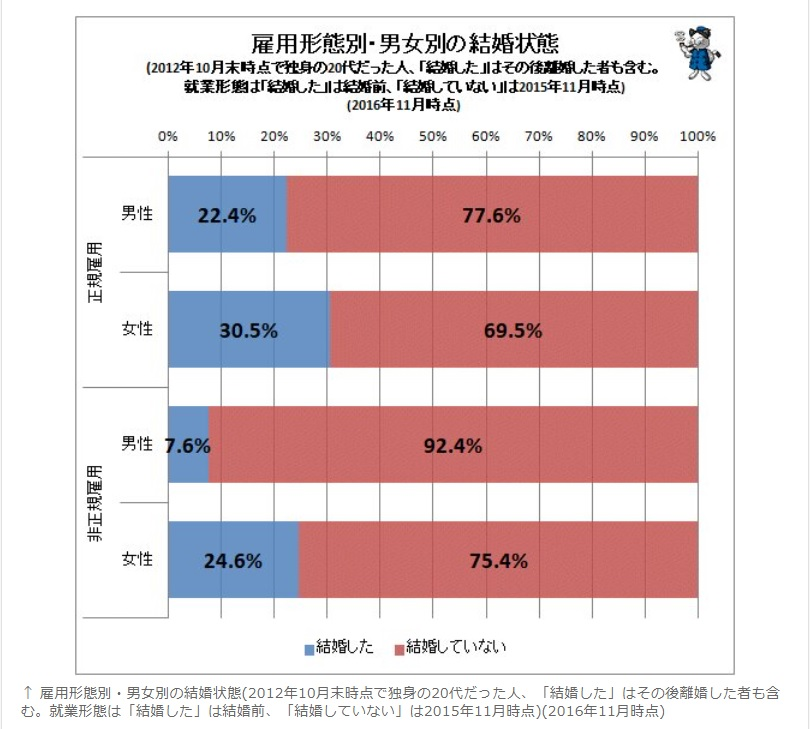 雇用形態別・男女別の結婚状態
(2012年10月末時点で独身の20代だった人、「結婚した」はその後離婚した者も含む。
就業形態は「結婚した」は結婚前、「結婚していない」は2015年11月時点)
(2016年11月時点)
0% 10% 20% 30% 40% 50% 60% 70% 80% 90% 100%
正規雇用
男性 22.4% 77.6%
女性 30.5% 69.5%
非正規雇用
男性 7.6% 92.4%
女性 24.6% 75.4%
結婚した 結婚していない
↑ 雇用形態別・男女別の結婚状態(2012年10月末時点で独身の20代だった人、「結婚した」はその後離婚した者も含
む。就業形態は「結婚した」は結婚前、「結婚していない」は2015年11月時点)(2016年11月時点)